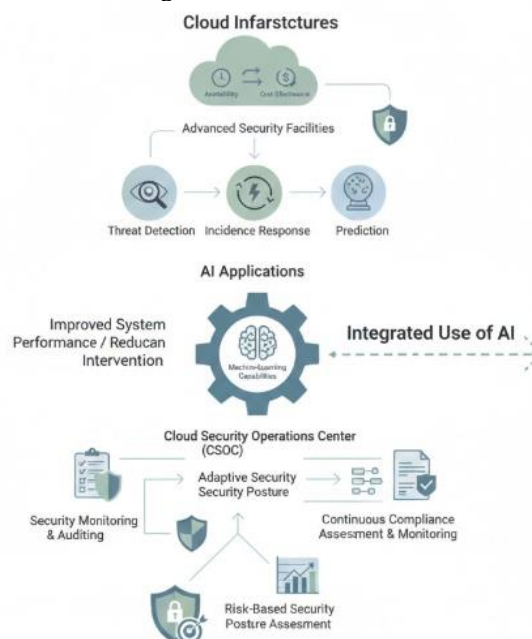 Cloud Infarstctures
Cost Effectiveness
Advanced Security Facilities
Threat Detection
Incidence Response
Prediction
AI Applications
Improved System
Performance / Reducan
Intervention
Integrated Use of AI
Capabilities
Cloud Security Operations Center
(CSOC)
Adaptive Security
Security Posture
Security Monitoring
& Auditing
Continuous Compliance
Assessment & Monitoring
Risk-Based Security
Posture Assesment